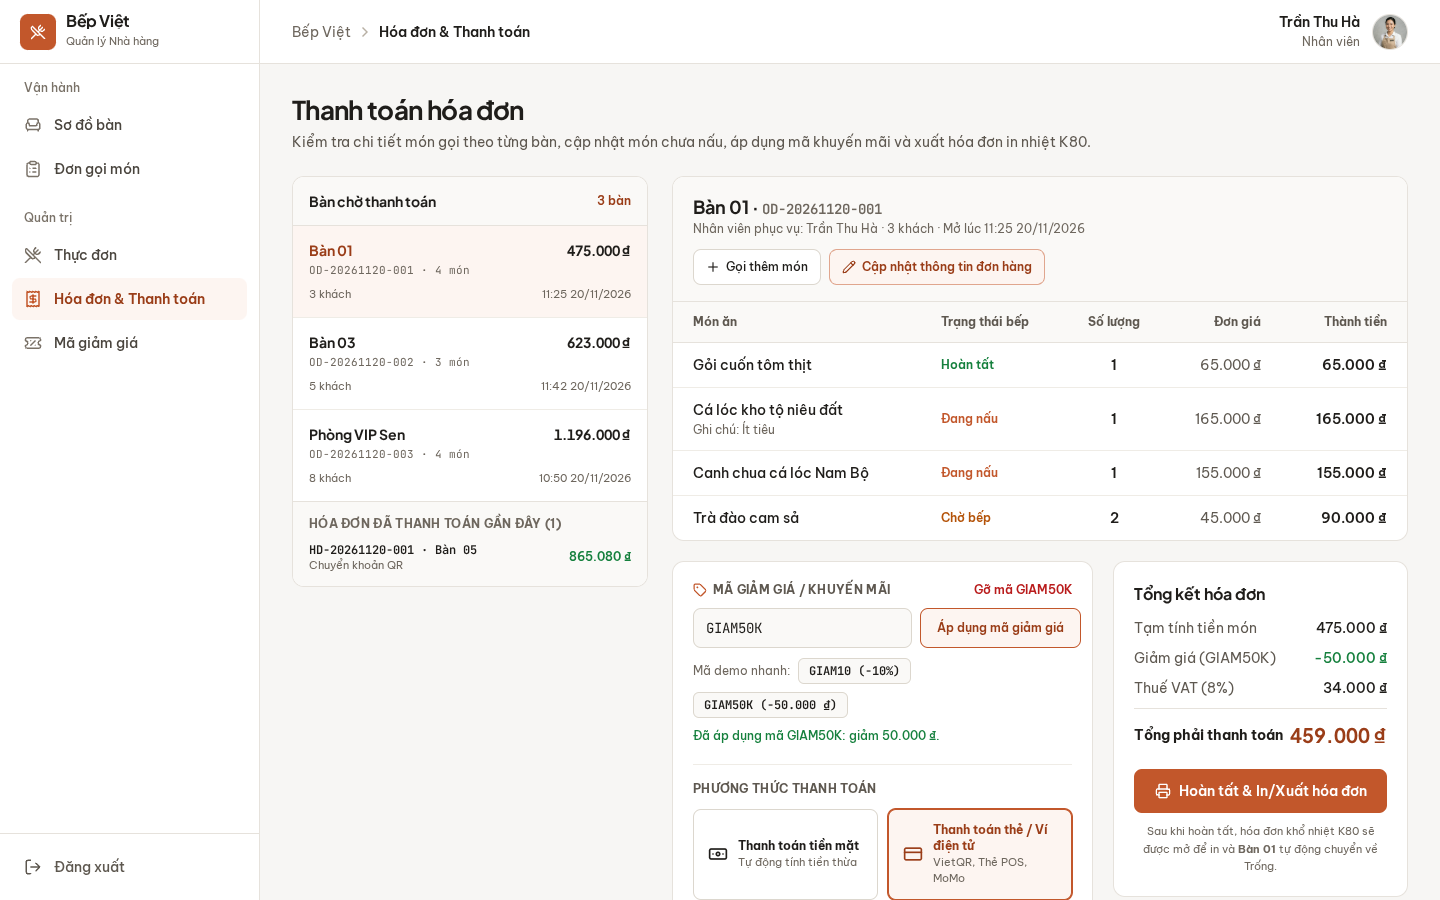 Bếp Việt
Quản lý Nhà hàng
Vận hành
Sơ đồ bàn
Đơn gọi món
Quản trị
Thực đơn
Hóa đơn & Thanh toán
Mã giảm giá
Đăng xuất
Bếp Việt > Hóa đơn & Thanh toán
Trần Thu Hà
Nhân viên
Thanh toán hóa đơn
Kiểm tra chi tiết món gọi theo từng bàn, cập nhật món chưa nấu, áp dụng mã khuyến mãi và xuất hóa đơn in nhiệt K80.
Bàn chờ thanh toán 3 bàn
Bàn 01 475.000 ₫
OD-20261120-001 · 4 món
3 khách 11:25 20/11/2026
Bàn 03 623.000 ₫
OD-20261120-002 · 3 món
5 khách 11:42 20/11/2026
Phòng VIP Sen 1.196.000 ₫
OD-20261120-003 · 4 món
8 khách 10:50 20/11/2026
HÓA ĐƠN ĐÃ THANH TOÁN GẦN ĐÂY (1)
HD-20261120-001 · Bàn 05 865.080 ₫
Chuyển khoản QR
Bàn 01 · OD-20261120-001
Nhân viên phục vụ: Trần Thu Hà · 3 khách · Mở lúc 11:25 20/11/2026
Gọi thêm món
Cập nhật thông tin đơn hàng
Món ăn Trạng thái bếp Số lượng Đơn giá Thành tiền
Gỏi cuốn tôm thịt Hoàn tất 1 65.000 ₫ 65.000 ₫
Cá lóc kho tộ niêu đất Đang nấu 1 165.000 ₫ 165.000 ₫
Ghi chú: Ít tiêu
Canh chua cá lóc Nam Bộ Đang nấu 1 155.000 ₫ 155.000 ₫
Trà đào cam sả Chờ bếp 2 45.000 ₫ 90.000 ₫
MÃ GIẢM GIÁ / KHUYẾN MÃI Gỡ mã GIAM50K
GIAM50K Áp dụng mã giảm giá
Mã demo nhanh: GIAM10 (-10%)
GIAM50K (-50.000 ₫)
Đã áp dụng mã GIAM50K: giảm 50.000 ₫.
PHƯƠNG THỨC THANH TOÁN
Thanh toán tiền mặt
Tự động tính tiền thừa
Thanh toán thẻ / Ví
điện tử
VietQR, Thẻ POS,
MoMo
Tổng kết hóa đơn
Tạm tính tiền món 475.000 ₫
Giảm giá (GIAM50K) -50.000 ₫
Thuế VAT (8%) 34.000 ₫
Tổng phải thanh toán 459.000 ₫
Hoàn tất & In/Xuất hóa đơn
Sau khi hoàn tất, hóa đơn khổ nhiệt K80 sẽ
được mở để in và Bàn 01 tự động chuyển về
Trống.